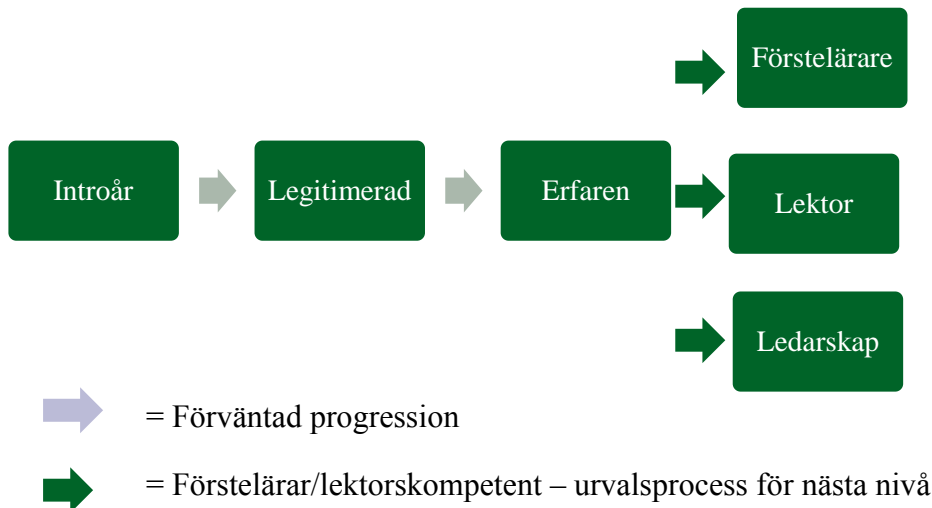 Förstelärare
Introår
Legitimerad
Erfaren
Lektor
Ledarskap
= Förväntad progression
= Förstelärar/lektorskompetent – urvalsprocess för nästa nivå